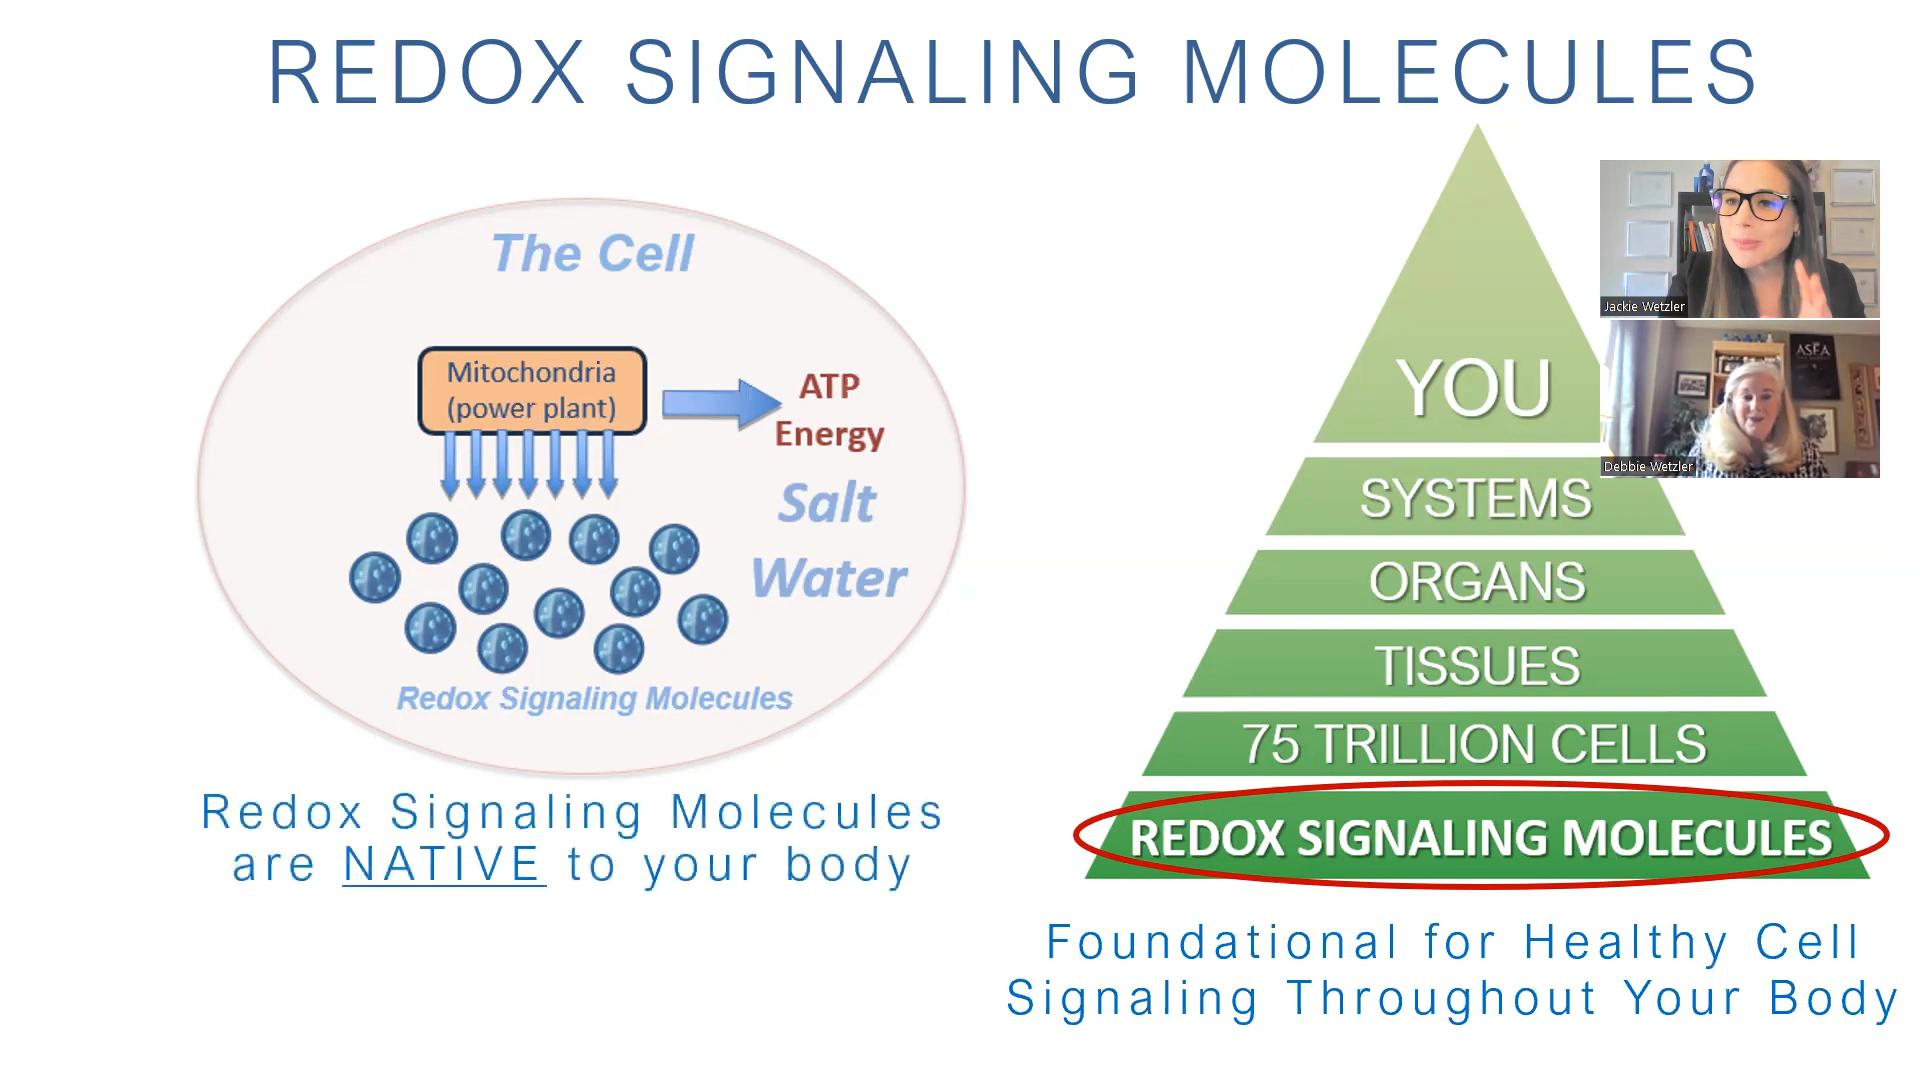 REDOX SIGNALING MOLECULES
The Cell
Mitochondria
(power plant)
ATP
Energy
Salt
Water
Redox Signaling Molecules
Redox Signaling Molecules
are NATIVE to your body
YOU
SYSTEMS
ORGANS
TISSUES
75 TRILLION CELLS
REDOX SIGNALING MOLECULES
Foundational for Healthy Cell
Signaling Throughout Your Body
Jackie Wetzler
ASEA
Debbie Wetzler